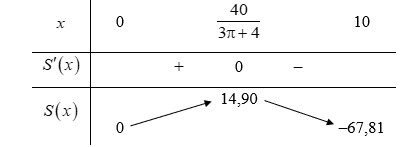 x 0 40/(3π+4) 10
S'(x) + 0 −
S(x) 0 14,90 −67,81